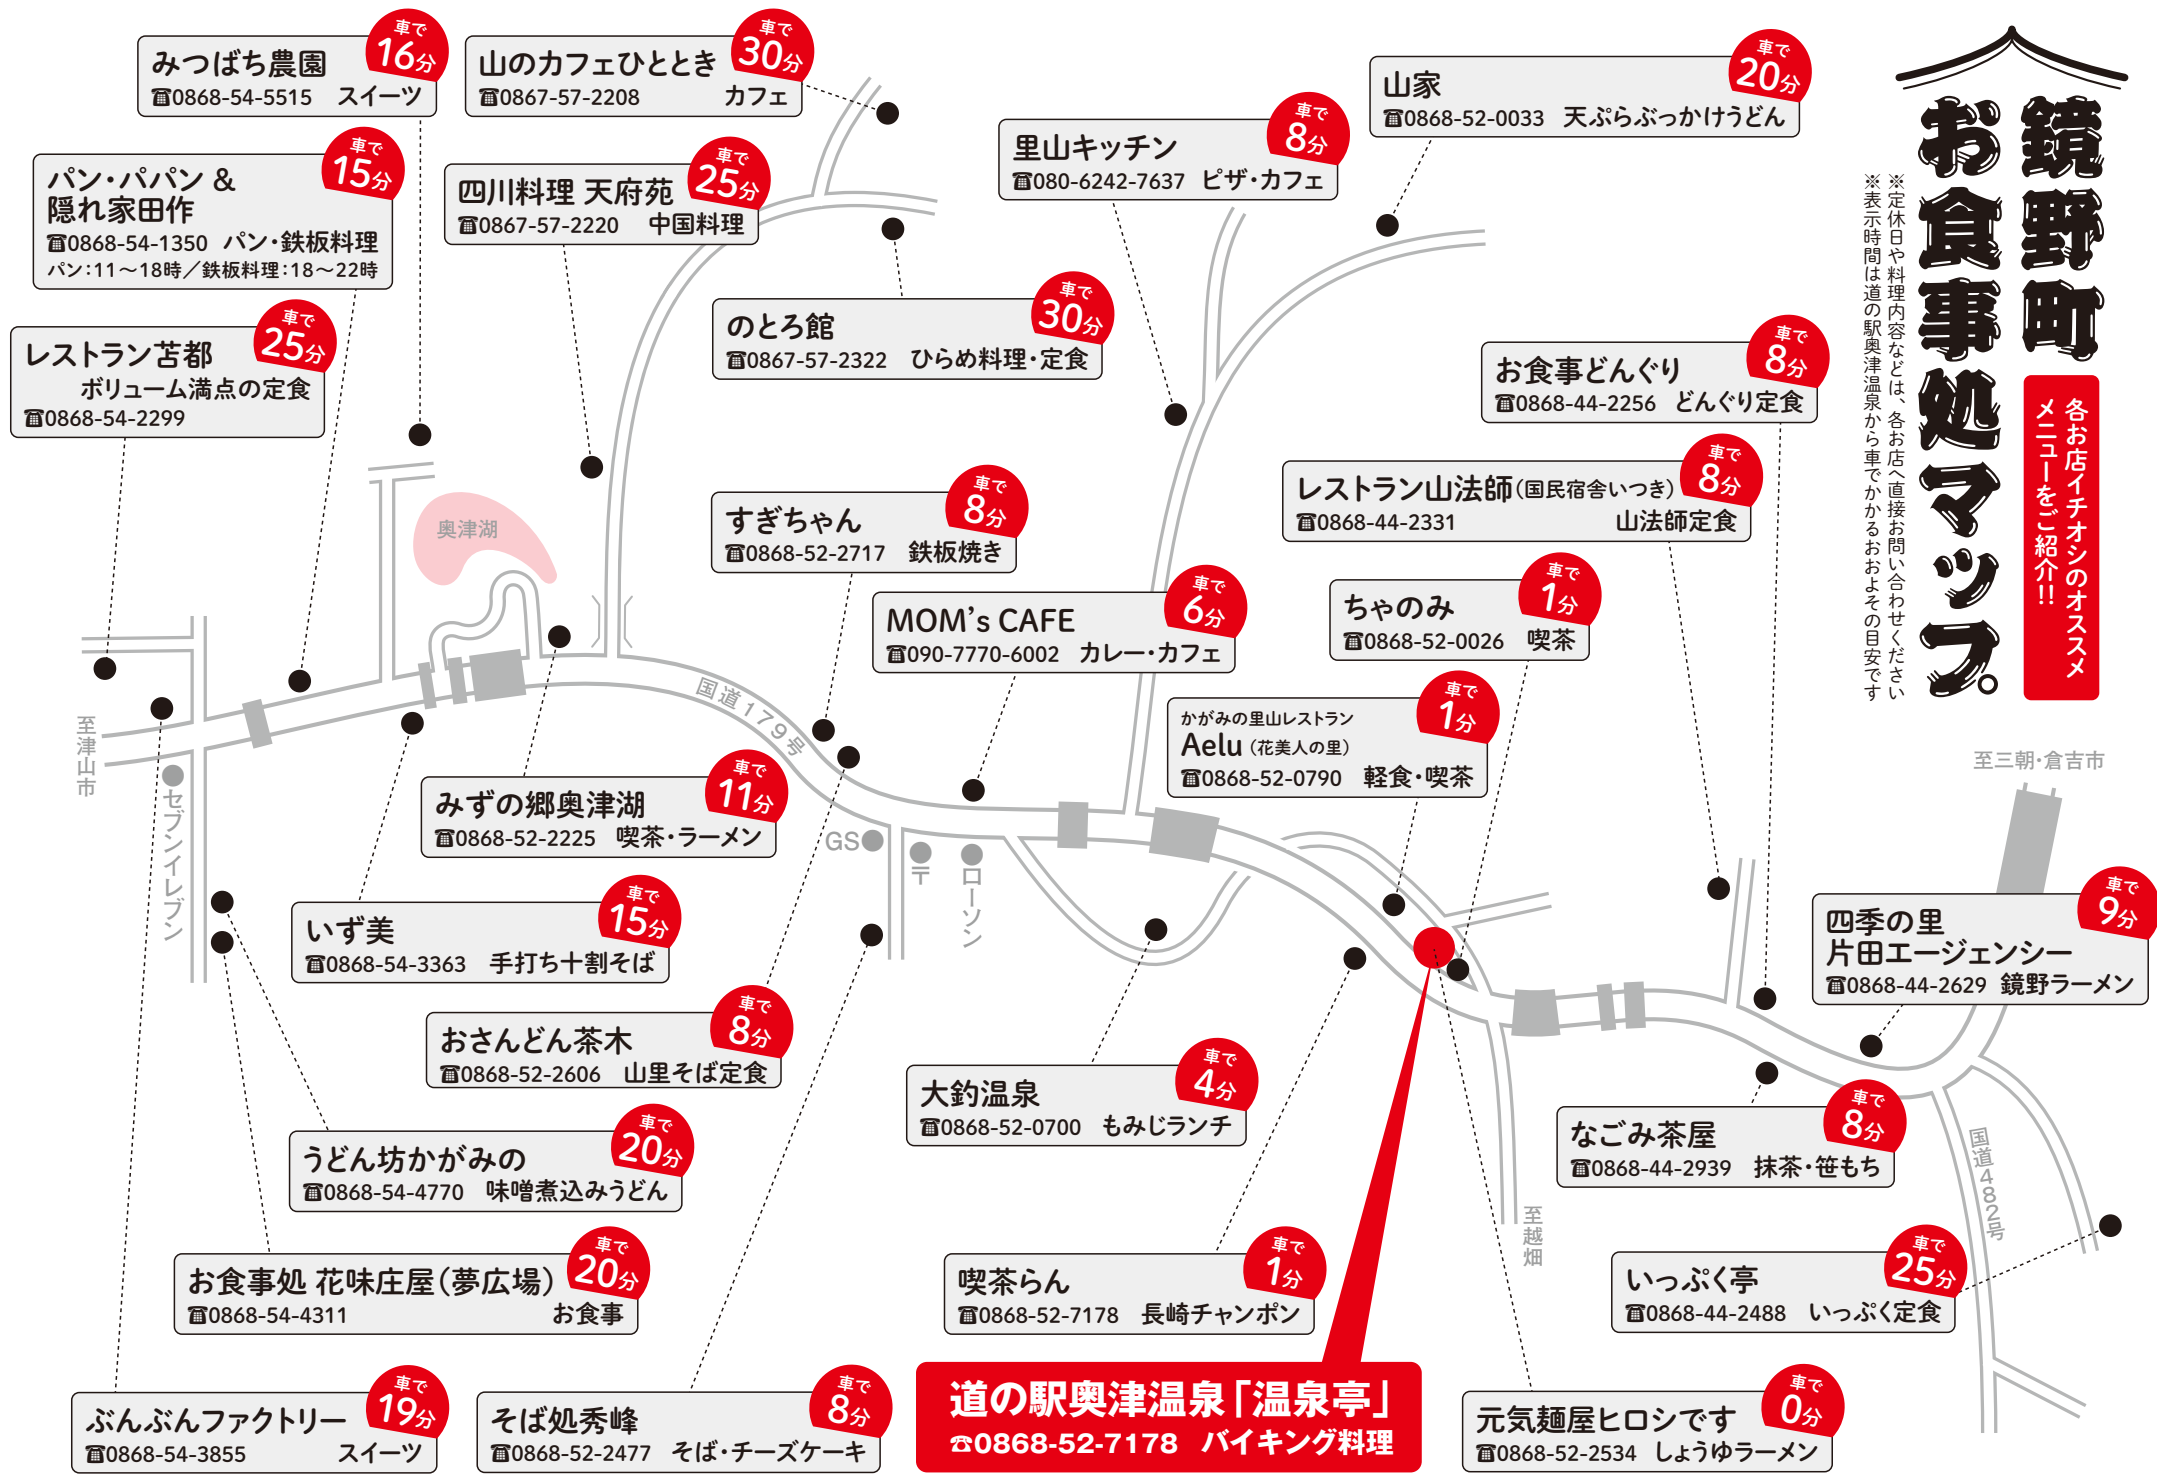 鏡野町
お食事処マップ。
各お店イチオシのオススメ
メニューをご紹介!!
※定休日や料理内容などは、各お店へ直接お問い合わせください
※表示時間は道の駅奥津温泉から車でかかるおおよその目安です
みつばち農園
☎0868-54-5515 スイーツ
車で
16分
山のカフェひととき
☎0867-57-2208 カフェ
車で
30分
山家
☎0868-52-0033 天ぷらぶっかけうどん
車で
20分
里山キッチン
☎080-6242-7637 ピザ・カフェ
車で
8分
パン・パパン &
隠れ家田作
☎0868-54-1350 パン・鉄板料理
パン:11〜18時/鉄板料理:18〜22時
車で
15分
四川料理 天府苑
☎0867-57-2220 中国料理
車で
25分
のとろ館
☎0867-57-2322 ひらめ料理・定食
車で
30分
レストラン苫都
ボリューム満点の定食
☎0868-54-2299
車で
25分
お食事どんぐり
☎0868-44-2256 どんぐり定食
車で
8分
レストラン山法師(国民宿舎いつき)
☎0868-44-2331 山法師定食
車で
8分
奥津湖
すぎちゃん
☎0868-52-2717 鉄板焼き
車で
8分
MOM's CAFE
☎090-7770-6002 カレー・カフェ
車で
6分
ちゃのみ
☎0868-52-0026 喫茶
車で
1分
かがみの里山レストラン
Aelu(花美人の里)
☎0868-52-0790 軽食・喫茶
車で
1分
国道179号
至津山市
セブンイレブン
みずの郷奥津湖
☎0868-52-2225 喫茶・ラーメン
車で
11分
GS
〒
ローソン
至三朝・倉吉市
いず美
☎0868-54-3363 手打ち十割そば
車で
15分
四季の里
片田エージェンシー
☎0868-44-2629 鏡野ラーメン
車で
9分
おさんどん茶木
☎0868-52-2606 山里そば定食
車で
8分
大釣温泉
☎0868-52-0700 もみじランチ
車で
4分
なごみ茶屋
☎0868-44-2939 抹茶・笹もち
車で
8分
うどん坊かがみの
☎0868-54-4770 味噌煮込みうどん
車で
20分
国道482号
至越畑
お食事処 花味庄屋(夢広場)
☎0868-54-4311 お食事
車で
20分
喫茶らん
☎0868-52-7178 長崎チャンポン
車で
1分
いっぷく亭
☎0868-44-2488 いっぷく定食
車で
25分
ぶんぶんファクトリー
☎0868-54-3855 スイーツ
車で
19分
そば処秀峰
☎0868-52-2477 そば・チーズケーキ
車で
8分
道の駅奥津温泉「温泉亭」
☎0868-52-7178 バイキング料理
元気麺屋ヒロシです
☎0868-52-2534 しょうゆラーメン
車で
0分